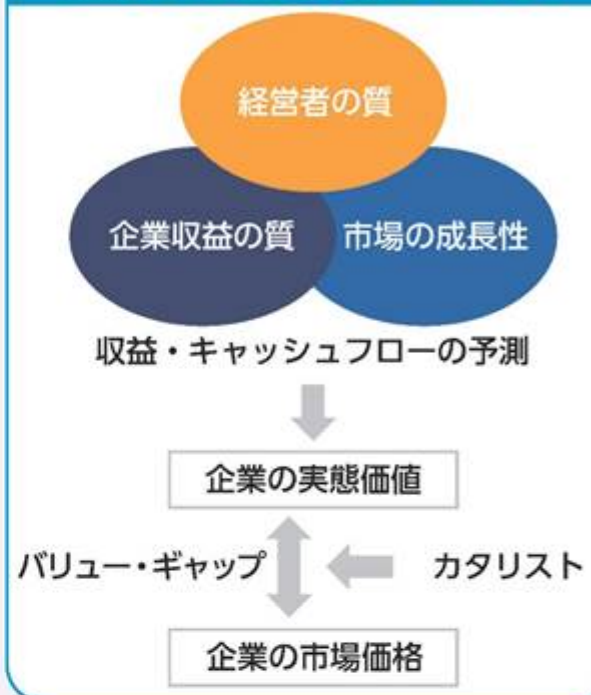 経営者の質
企業収益の質
市場の成長性
収益・キャッシュフローの予測
企業の実態価値
バリュー・ギャップ
カタリスト
企業の市場価格